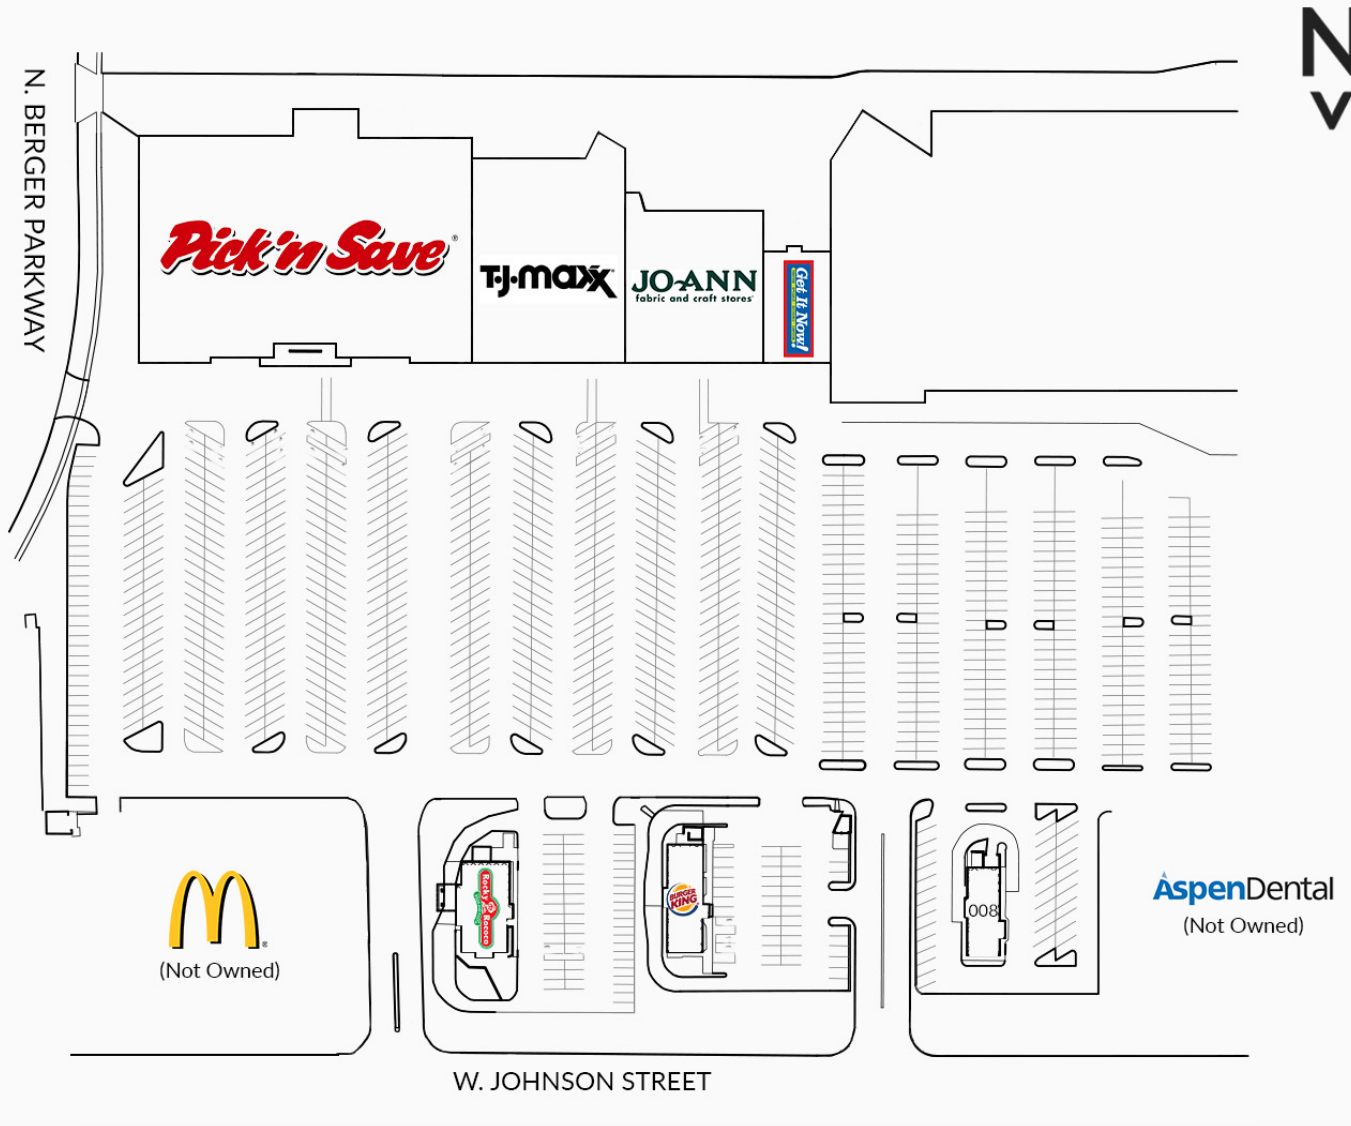 N
N. BERGER PARKWAY
Pick 'n Save®
T·J·maxx
JO-ANN
fabric and craft stores
Get It Now!
Rocky Rococo
BURGER
KING
008
AspenDental
(Not Owned)
(Not Owned)
W. JOHNSON STREET